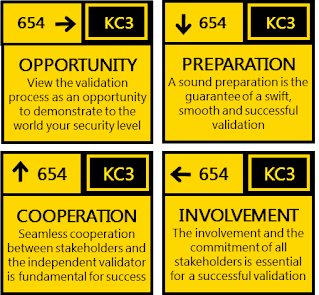 654 → KC3
OPPORTUNITY
View the validation
process as an opportunity
to demonstrate to the
world your security level
↓ 654 KC3
PREPARATION
A sound preparation is the
guarantee of a swift,
smooth and successful
validation
↑ 654 KC3
COOPERATION
Seamless cooperation
between stakeholders and
the independent validator
is fundamental for success
← 654 KC3
INVOLVEMENT
The involvement and the
commitment of all
stakeholders is essential
for a successful validation